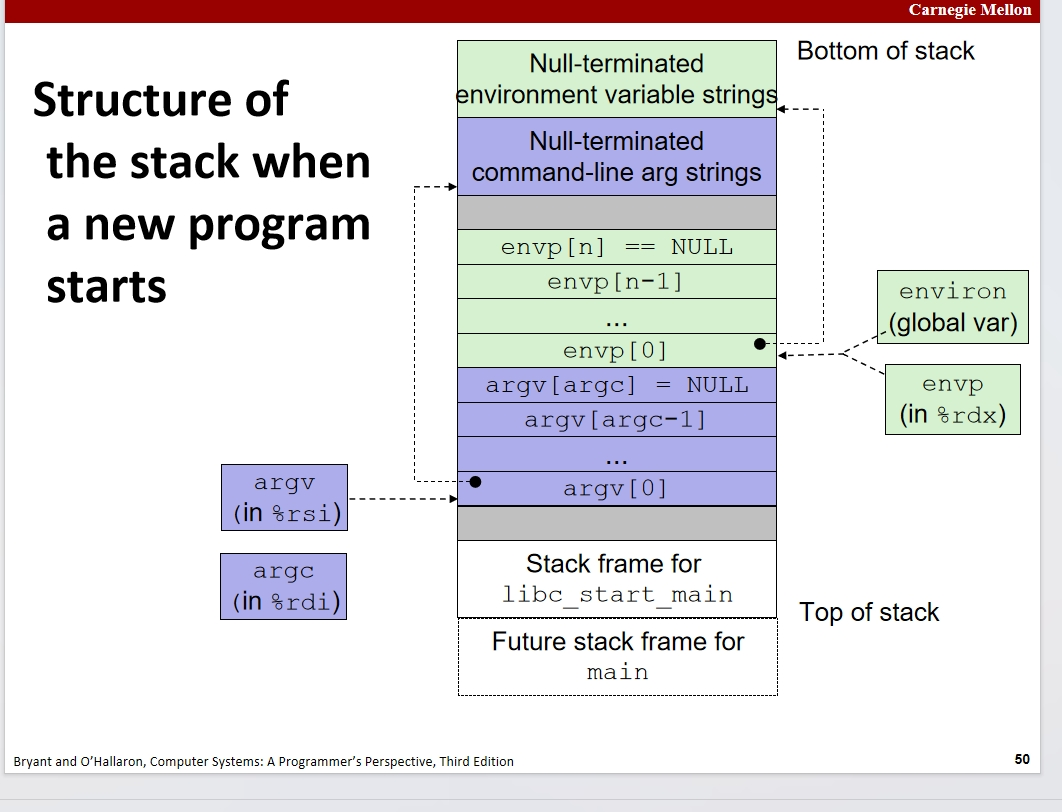 Carnegie Mellon
Structure of
the stack when
a new program
starts
Bottom of stack
Null-terminated
environment variable strings
Null-terminated
command-line arg strings
envp[n] == NULL
envp[n-1]
...
envp[0]
argv[argc] = NULL
argv[argc-1]
...
argv[0]
environ
(global var)
envp
(in %rdx)
argv
(in %rsi)
argc
(in %rdi)
Stack frame for
libc_start_main
Top of stack
Future stack frame for
main
Bryant and O’Hallaron, Computer Systems: A Programmer’s Perspective, Third Edition
50